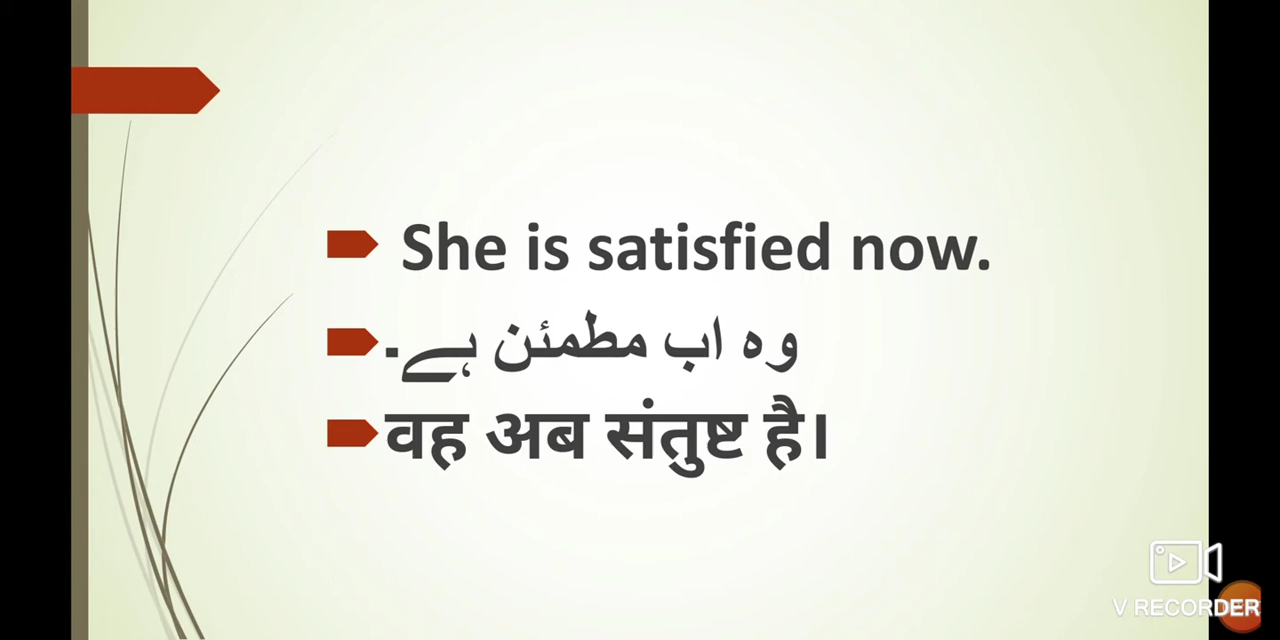 She is satisfied now.
وہ اب مطمئن ہے۔
वह अब संतुष्ट है।
V RECORDER